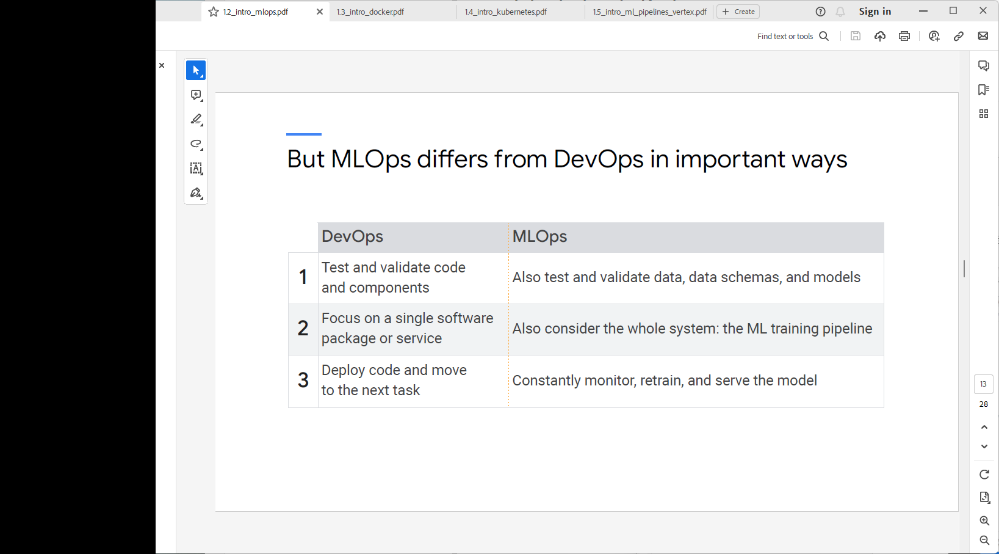 1.2_intro_mlops.pdf
1.3_intro_docker.pdf
1.4_intro_kubernetes.pdf
1.5_intro_ml_pipelines_vertex.pdf
Create
Sign in
Find text or tools
But MLOps differs from DevOps in important ways
DevOps
MLOps
1
Test and validate code
and components
Also test and validate data, data schemas, and models
2
Focus on a single software
package or service
Also consider the whole system: the ML training pipeline
3
Deploy code and move
to the next task
Constantly monitor, retrain, and serve the model
13
28